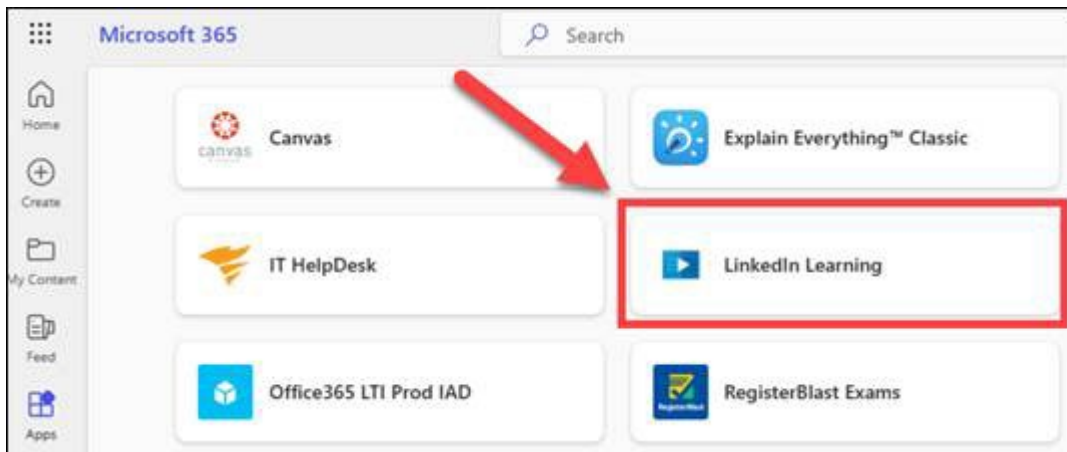 Microsoft 365
Search
Home
Create
My Content
Feed
Apps
canvas
Canvas
Explain Everything™ Classic
IT HelpDesk
LinkedIn Learning
Office365 LTI Prod IAD
RegisterBlast
RegisterBlast Exams